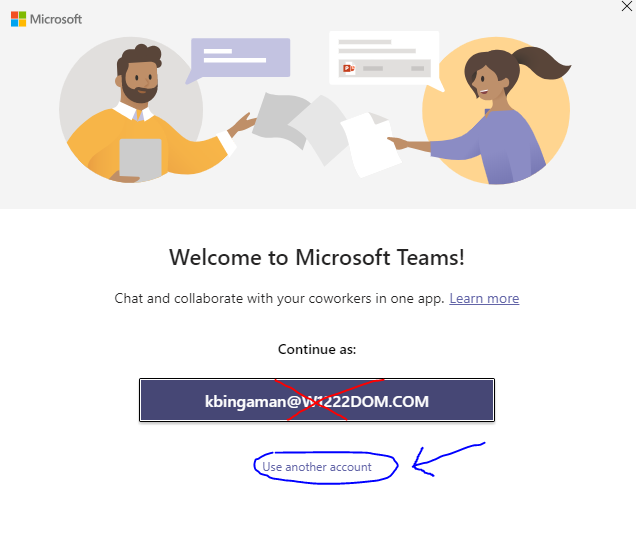 Microsoft
Welcome to Microsoft Teams!
Chat and collaborate with your coworkers in one app. Learn more
Continue as:
kbingaman@W1222DOM.COM
Use another account